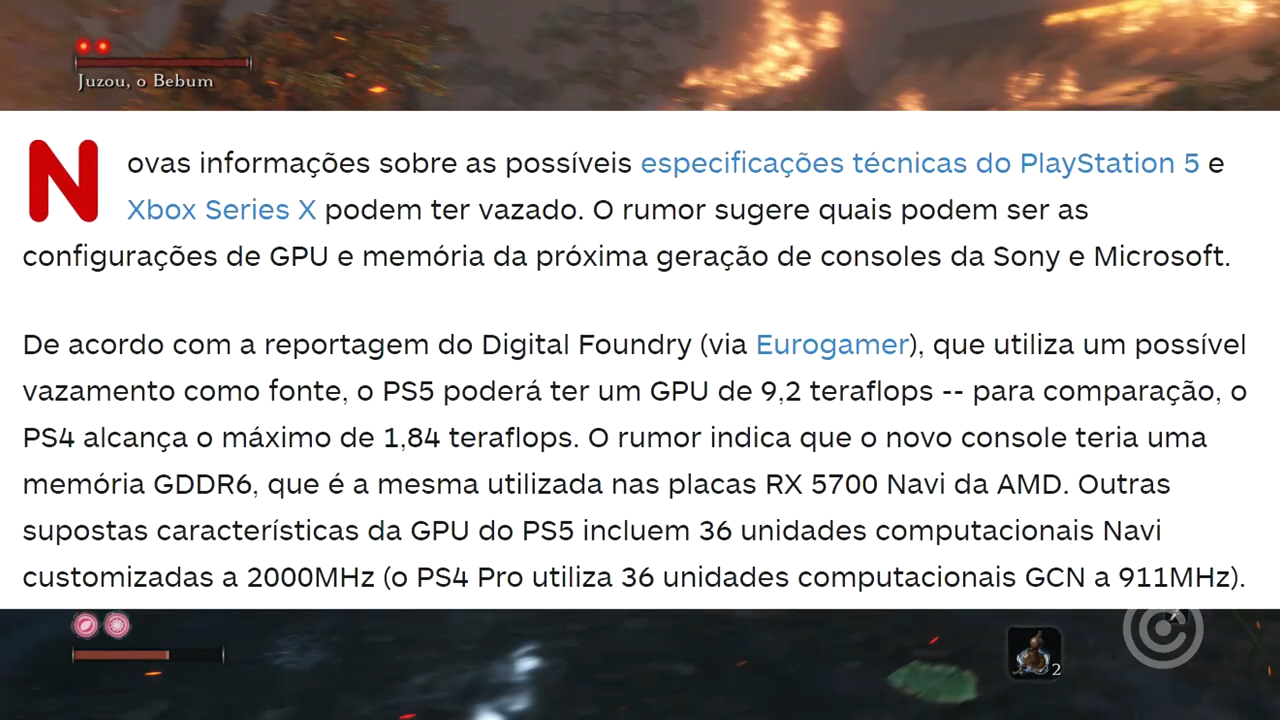 Juzou, o Bebum
Novas informações sobre as possíveis especificações técnicas do PlayStation 5 e
Xbox Series X podem ter vazado. O rumor sugere quais podem ser as
configurações de GPU e memória da próxima geração de consoles da Sony e Microsoft.
De acordo com a reportagem do Digital Foundry (via Eurogamer), que utiliza um possível
vazamento como fonte, o PS5 poderá ter um GPU de 9,2 teraflops -- para comparação, o
PS4 alcança o máximo de 1,84 teraflops. O rumor indica que o novo console teria uma
memória GDDR6, que é a mesma utilizada nas placas RX 5700 Navi da AMD. Outras
supostas características da GPU do PS5 incluem 36 unidades computacionais Navi
customizadas a 2000MHz (o PS4 Pro utiliza 36 unidades computacionais GCN a 911MHz).
2